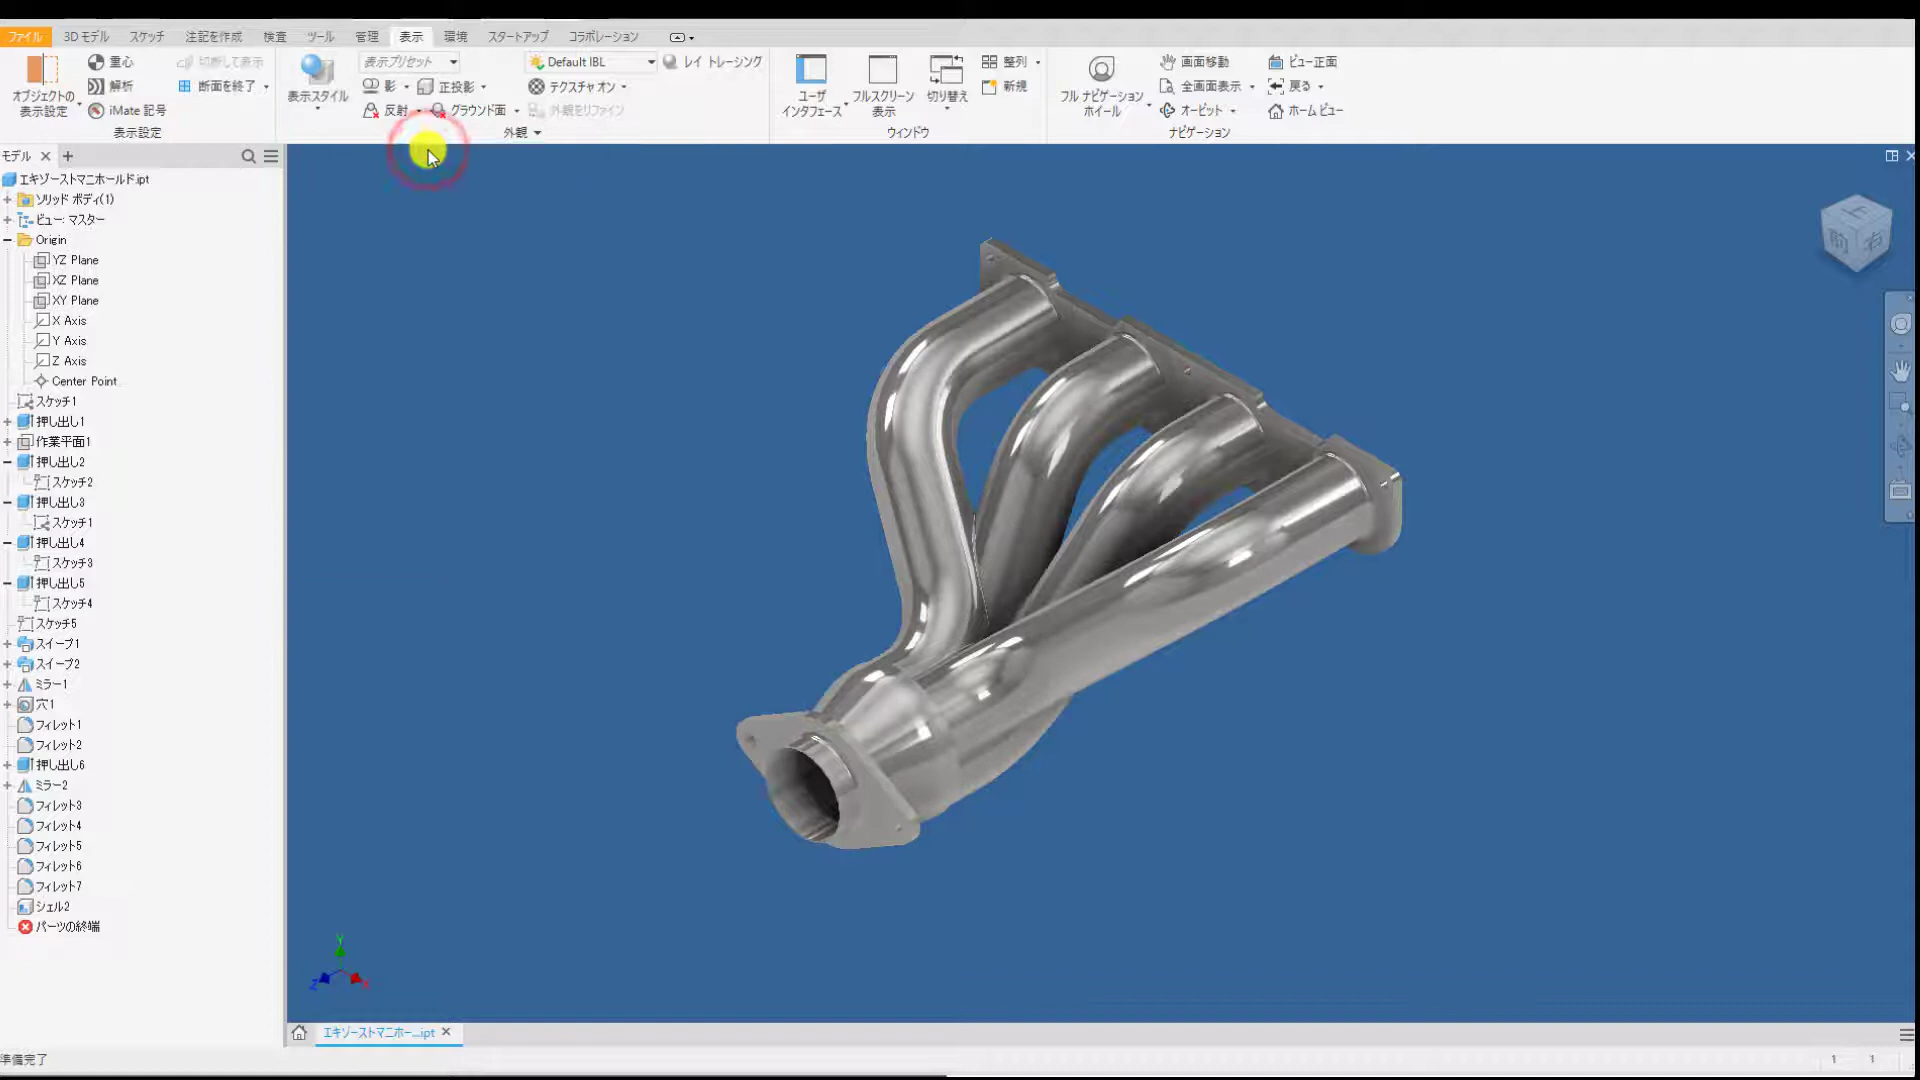 ファイル 3D モデル スケッチ 注記を作成 検査 ツール 管理 表示 環境 スタートアップ コラボレーション
オブジェクトの
表示設定
重心
解析
iMate 記号
切断して表示
断面を終了
表示設定
表示スタイル
表示プリセット
影
反射
正投影
グラウンド面
Default IBL
テクスチャ オン
外観をリファイン
レイ トレーシング
外観
ユーザ
インタフェース
フルスクリーン
表示
切り替え
整列
新規
ウィンドウ
フル ナビゲーション
ホイール
画面移動
全画面表示
オービット
ビュー正面
戻る
ホーム ビュー
ナビゲーション
モデル
エキゾーストマニホールド.ipt
ソリッド ボディ(1)
ビュー: マスター
Origin
YZ Plane
XZ Plane
XY Plane
X Axis
Y Axis
Z Axis
Center Point
スケッチ1
押し出し1
作業平面1
押し出し2
スケッチ2
押し出し3
スケッチ1
押し出し4
スケッチ3
押し出し5
スケッチ4
スケッチ5
スイープ1
スイープ2
ミラー1
穴1
フィレット1
フィレット2
押し出し6
ミラー2
フィレット3
フィレット4
フィレット5
フィレット6
フィレット7
シェル2
パーツの終端
上
前 右
Y
Z X
エキゾーストマニホー...ipt
準備完了
1 1